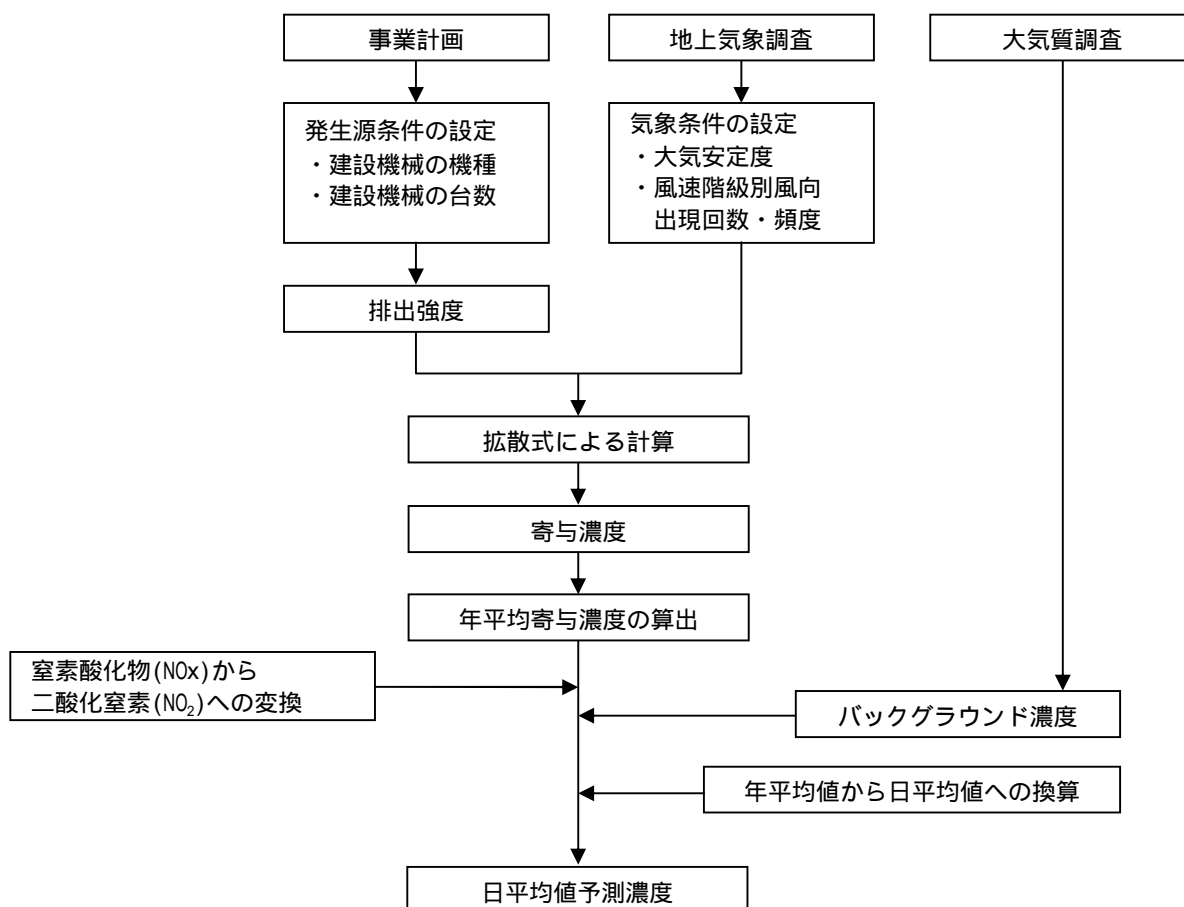 事業計画
地上気象調査
大気質調査
発生源条件の設定
・建設機械の機種
・建設機械の台数
気象条件の設定
・大気安定度
・風速階級別風向
出現回数・頻度
排出強度
拡散式による計算
寄与濃度
年平均寄与濃度の算出
窒素酸化物(NOx)から
二酸化窒素(NO₂)への変換
バックグラウンド濃度
年平均値から日平均値への換算
日平均値予測濃度